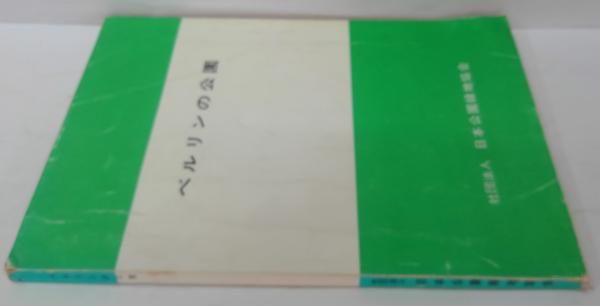 ベルリンの公園
社団法人 日本公園緑地協会